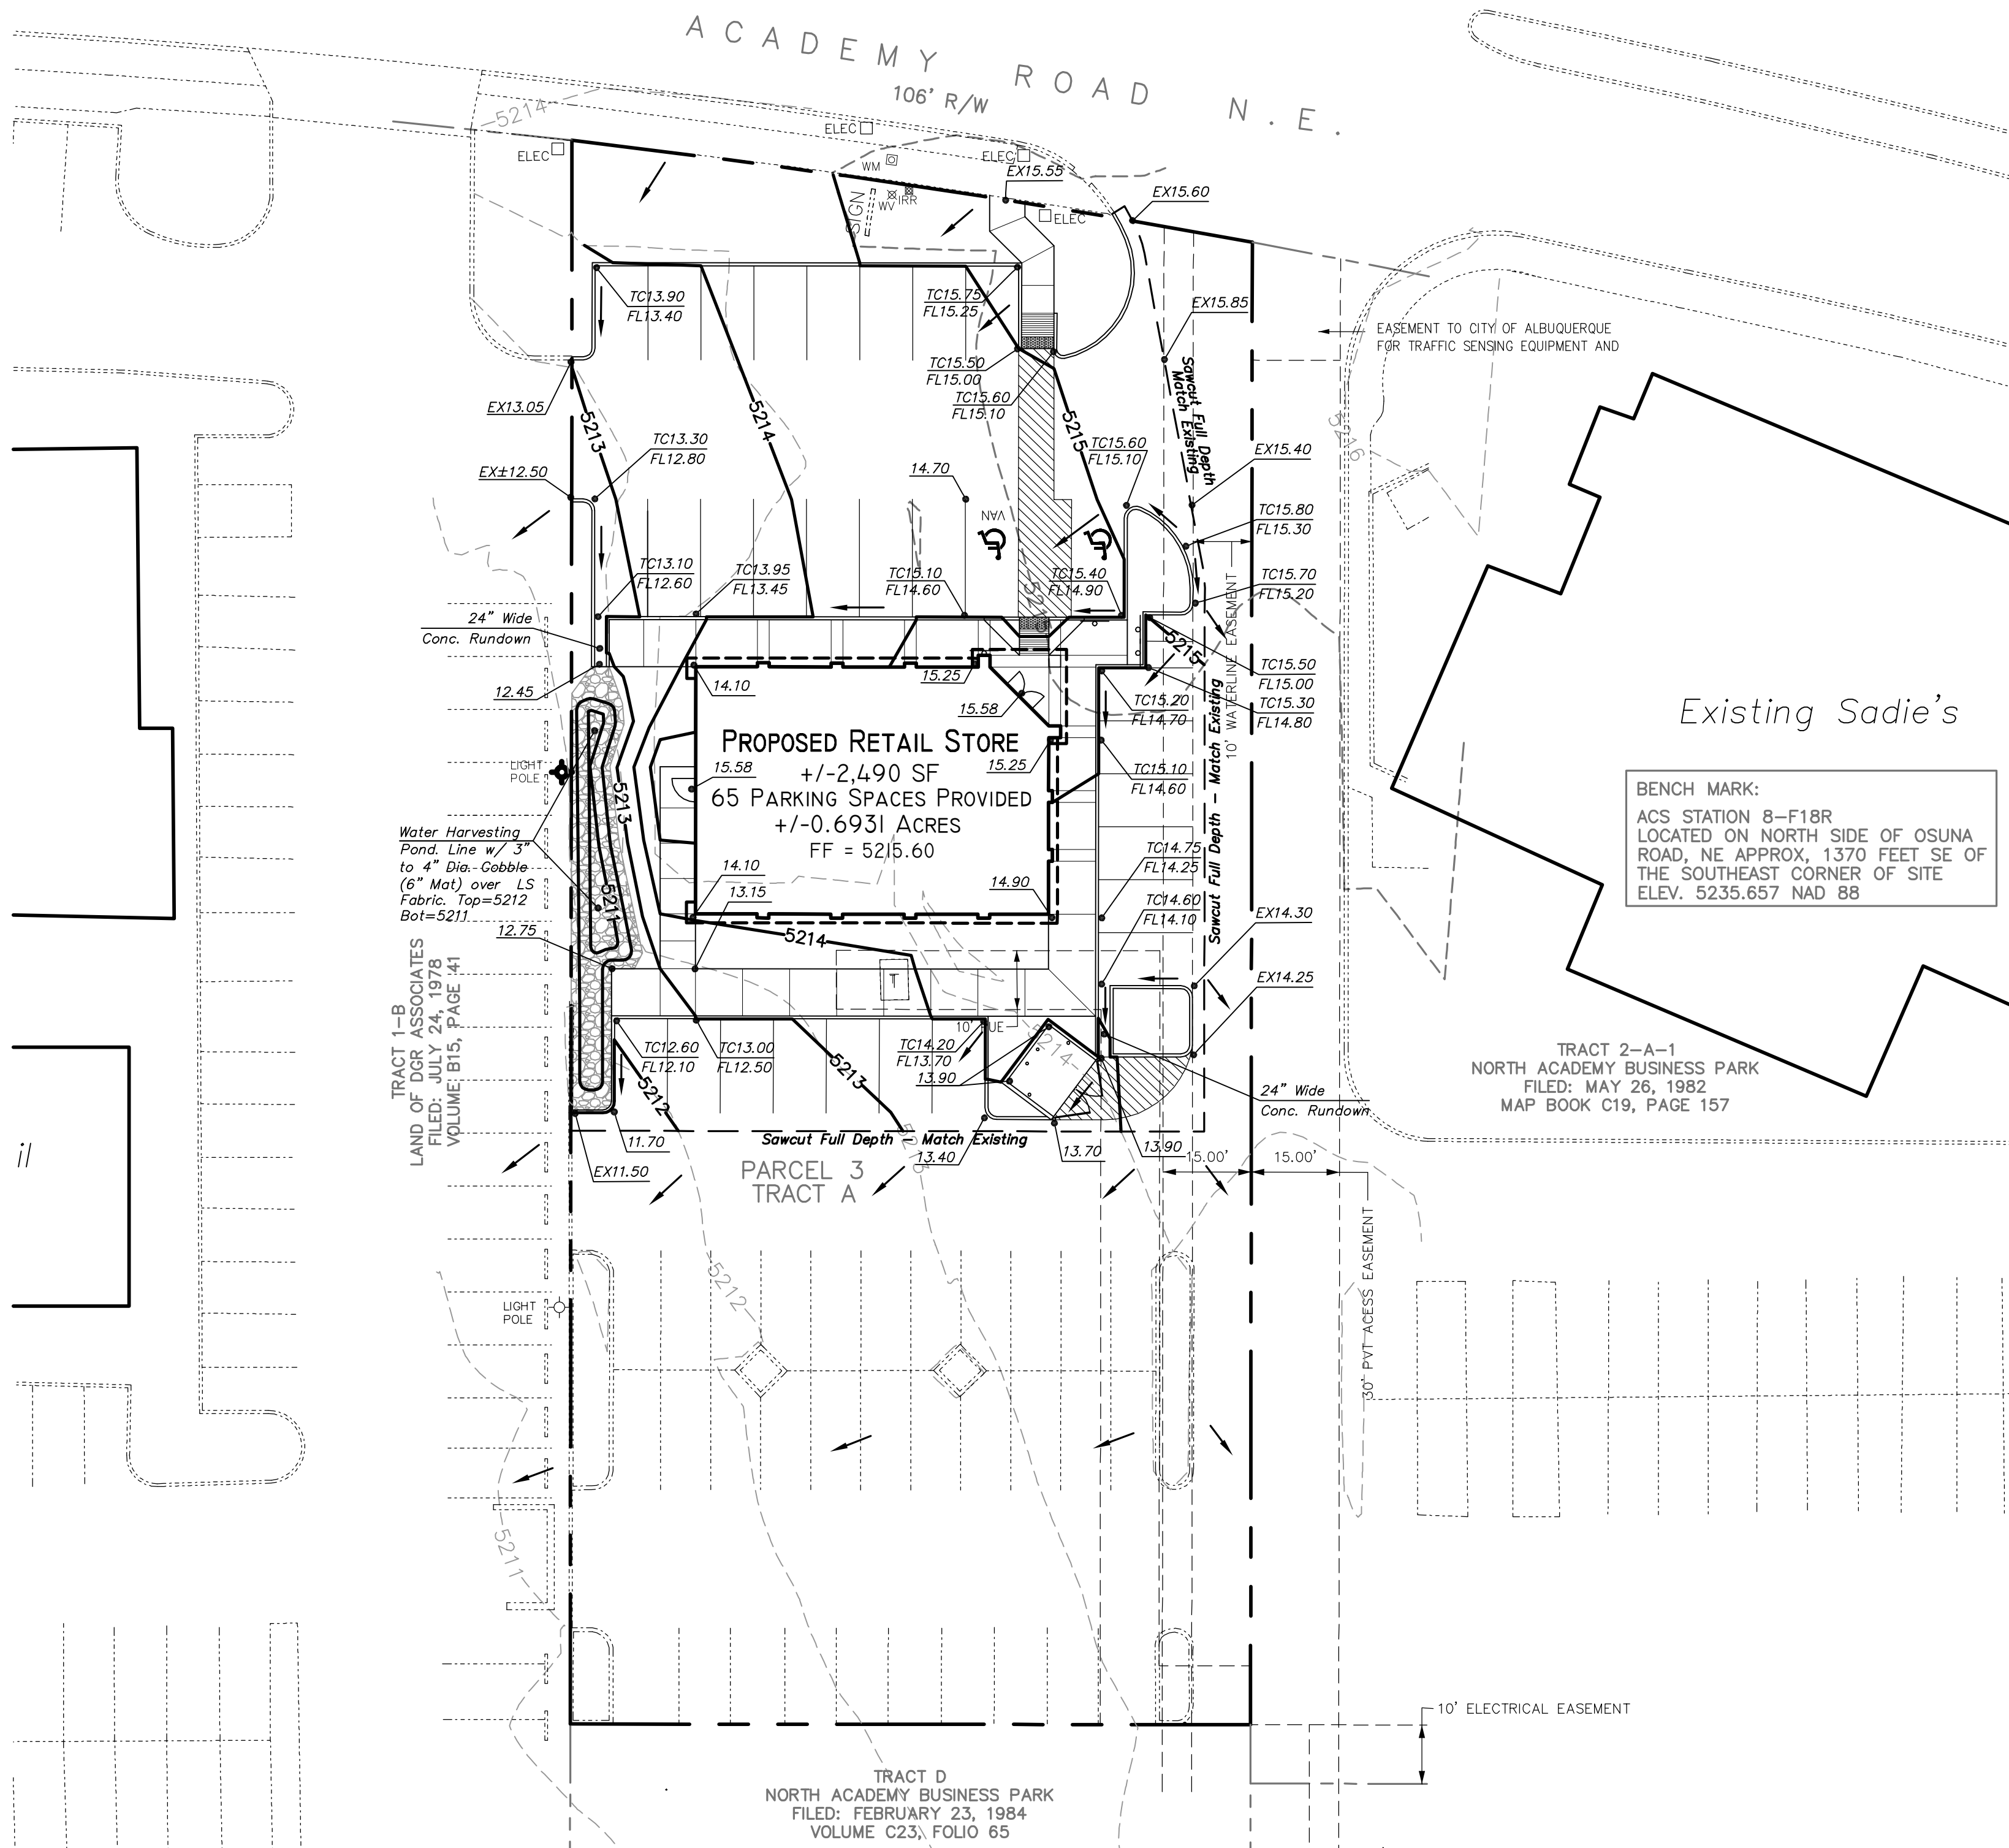 ACADEMY ROAD N.E.
106' R/W
5214
ELEC
ELEC
ELEC
WM
EX15.55
EX15.60
SIGN
WV
IRR
ELEC
TC13.90
FL13.40
TC15.75
FL15.25
EX15.85
EASEMENT TO CITY OF ALBUQUERQUE
FOR TRAFFIC SENSING EQUIPMENT AND
TC15.50
FL15.00
Sawcut Full Depth
Match Existing
EX13.05
TC15.60
FL15.10
5213
5214
5215
5216
TC13.30
FL12.80
TC15.60
FL15.10
EX15.40
EX±12.50
14.70
TC15.80
FL15.30
VAN
TC13.10
FL12.60
TC13.95
FL13.45
TC15.10
FL14.60
TC15.40
FL14.90
TC15.70
FL15.20
24" Wide
Conc. Rundown
5215
10' WATERLINE EASEMENT
5215
TC15.50
FL15.00
12.45
14.10
15.25
TC15.20
FL14.70
TC15.30
FL14.80
15.58
Existing Sadie's
PROPOSED RETAIL STORE
+/-2,490 SF
65 PARKING SPACES PROVIDED
+/-0.6931 ACRES
FF = 5215.60
LIGHT
POLE
15.58
15.25
TC15.10
FL14.60
Sawcut Full Depth - Match Existing
5213
BENCH MARK:
ACS STATION 8-F18R
LOCATED ON NORTH SIDE OF OSUNA
ROAD, NE APPROX, 1370 FEET SE OF
THE SOUTHEAST CORNER OF SITE
ELEV. 5235.657 NAD 88
Water Harvesting
Pond. Line w/ 3"
to 4" Dia. Cobble
(6" Mat) over LS
Fabric. Top=5212
Bot=5211
5211
14.10
13.15
14.90
TC14.75
FL14.25
TC14.60
FL14.10
EX14.30
12.75
5214
T
EX14.25
TRACT 1-B
LAND OF DGR ASSOCIATES
FILED: JULY 24, 1978
VOLUME: B15, PAGE 41
10' PUE
TC12.60
FL12.10
TC13.00
FL12.50
TC14.20
FL13.70
5214
13.90
5212
5213
TRACT 2-A-1
NORTH ACADEMY BUSINESS PARK
FILED: MAY 26, 1982
MAP BOOK C19, PAGE 157
24" Wide
Conc. Rundown
11.70
Sawcut Full Depth - Match Existing
13.40
13.70
13.90
15.00'
15.00'
il
EX11.50
PARCEL 3
TRACT A
5213
30' PVT ACESS EASEMENT
5212
LIGHT
POLE
5211
10' ELECTRICAL EASEMENT
TRACT D
NORTH ACADEMY BUSINESS PARK
FILED: FEBRUARY 23, 1984
VOLUME C23, FOLIO 65